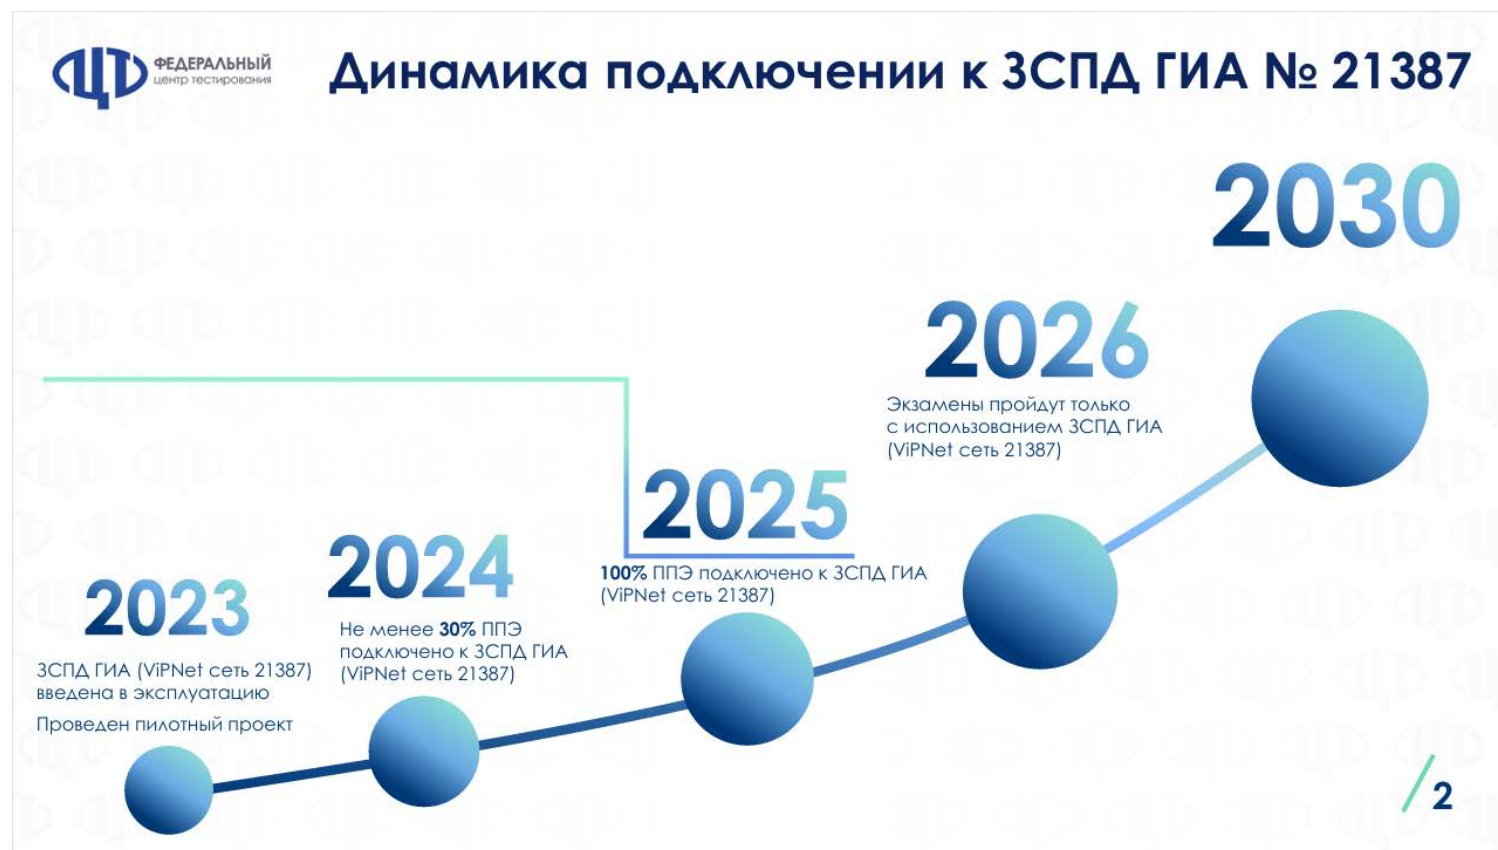 ФЕДЕРАЛЬНЫЙ
центр тестирования
Динамика подключении к ЗСПД ГИА № 21387
2030
2026
Экзамены пройдут только
с использованием ЗСПД ГИА
(ViPNet сеть 21387)
2025
100% ППЭ подключено к ЗСПД ГИА
(ViPNet сеть 21387)
2024
Не менее 30% ППЭ
подключено к ЗСПД ГИА
(ViPNet сеть 21387)
2023
ЗСПД ГИА (ViPNet сеть 21387)
введена в эксплуатацию
Проведен пилотный проект
2